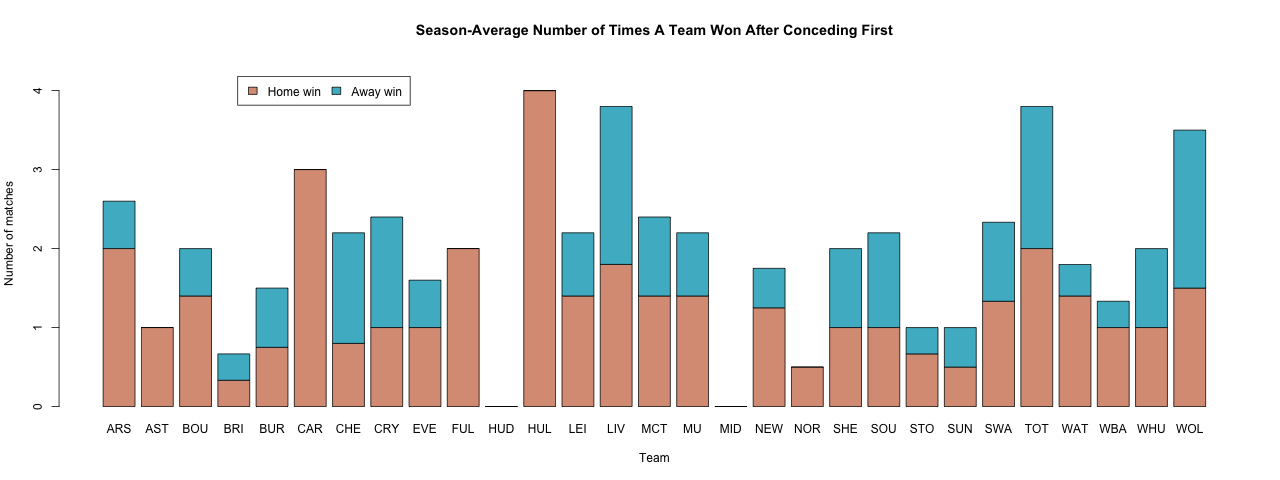 Season-Average Number of Times A Team Won After Conceding First
Home win Away win
Number of matches
4
3
2
1
0
ARS AST BOU BRI BUR CAR CHE CRY EVE FUL HUD HUL LEI LIV MCT MU MID NEW NOR SHE SOU STO SUN SWA TOT WAT WBA WHU WOL
Team